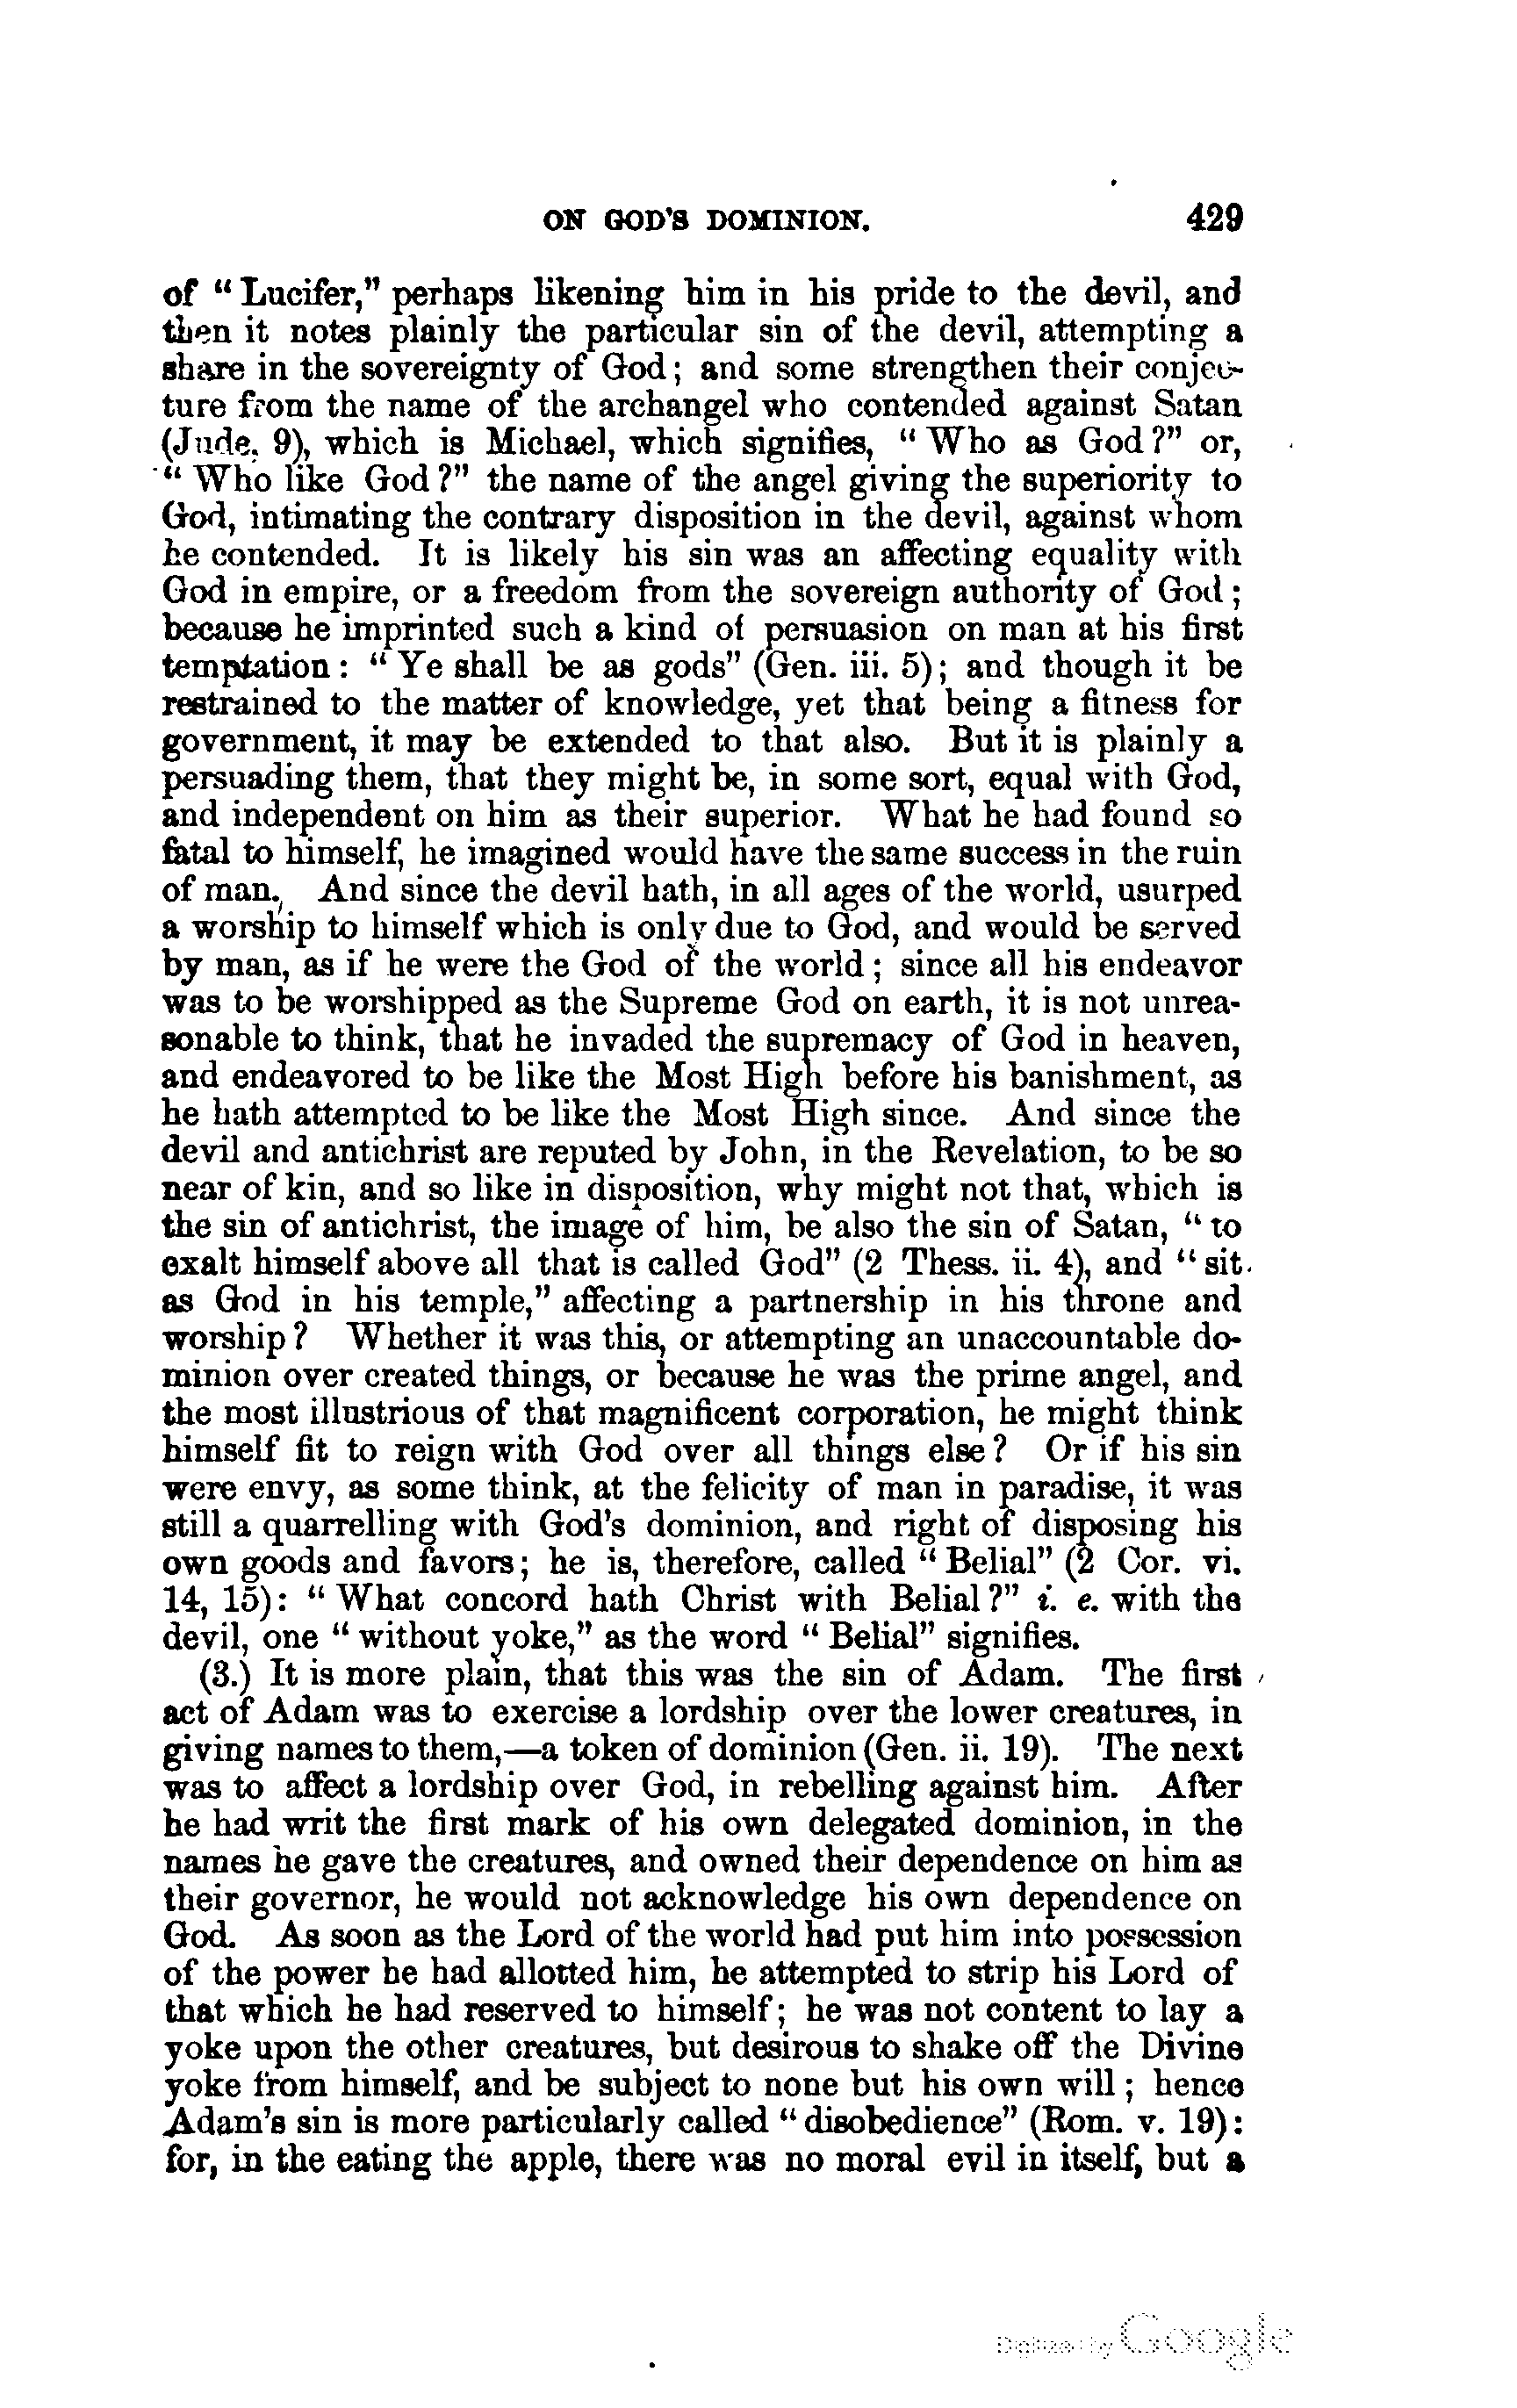 ON GOD'S DOMINION. 429
of “Lucifer,” perhaps likening him in his pride to the devil, and
then it notes plainly the particular sin of the devil, attempting a
share in the sovereignty of God; and some strengthen their conjec-
ture from the name of the archangel who contended against Satan
(Jude, 9), which is Michael, which signifies, “Who as God?” or,
“Who like God?” the name of the angel giving the superiority to
God, intimating the contrary disposition in the devil, against whom
he contended. It is likely his sin was an affecting equality with
God in empire, or a freedom from the sovereign authority of God;
because he imprinted such a kind of persuasion on man at his first
temptation: “Ye shall be as gods” (Gen. iii. 5); and though it be
restrained to the matter of knowledge, yet that being a fitness for
government, it may be extended to that also. But it is plainly a
persuading them, that they might be, in some sort, equal with God,
and independent on him as their superior. What he had found so
fatal to himself, he imagined would have the same success in the ruin
of man. And since the devil hath, in all ages of the world, usurped
a worship to himself which is only due to God, and would be served
by man, as if he were the God of the world; since all his endeavor
was to be worshipped as the Supreme God on earth, it is not unrea-
sonable to think, that he invaded the supremacy of God in heaven,
and endeavored to be like the Most High before his banishment, as
he hath attempted to be like the Most High since. And since the
devil and antichrist are reputed by John, in the Revelation, to be so
near of kin, and so like in disposition, why might not that, which is
the sin of antichrist, the image of him, be also the sin of Satan, “to
exalt himself above all that is called God” (2 Thess. ii. 4), and “sit
as God in his temple,” affecting a partnership in his throne and
worship? Whether it was this, or attempting an unaccountable do-
minion over created things, or because he was the prime angel, and
the most illustrious of that magnificent corporation, he might think
himself fit to reign with God over all things else? Or if his sin
were envy, as some think, at the felicity of man in paradise, it was
still a quarrelling with God's dominion, and right of disposing his
own goods and favors; he is, therefore, called “Belial” (2 Cor. vi.
14, 15): “What concord hath Christ with Belial?” i. e. with the
devil, one “without yoke,” as the word “Belial” signifies.
(3.) It is more plain, that this was the sin of Adam. The first
act of Adam was to exercise a lordship over the lower creatures, in
giving names to them,—a token of dominion (Gen. ii. 19). The next
was to affect a lordship over God, in rebelling against him. After
he had writ the first mark of his own delegated dominion, in the
names he gave the creatures, and owned their dependence on him as
their governor, he would not acknowledge his own dependence on
God. As soon as the Lord of the world had put him into possession
of the power he had allotted him, he attempted to strip his Lord of
that which he had reserved to himself; he was not content to lay a
yoke upon the other creatures, but desirous to shake off the Divine
yoke from himself, and be subject to none but his own will; hence
Adam's sin is more particularly called “disobedience” (Rom. v. 19):
for, in the eating the apple, there was no moral evil in itself, but a
Digitized by Google